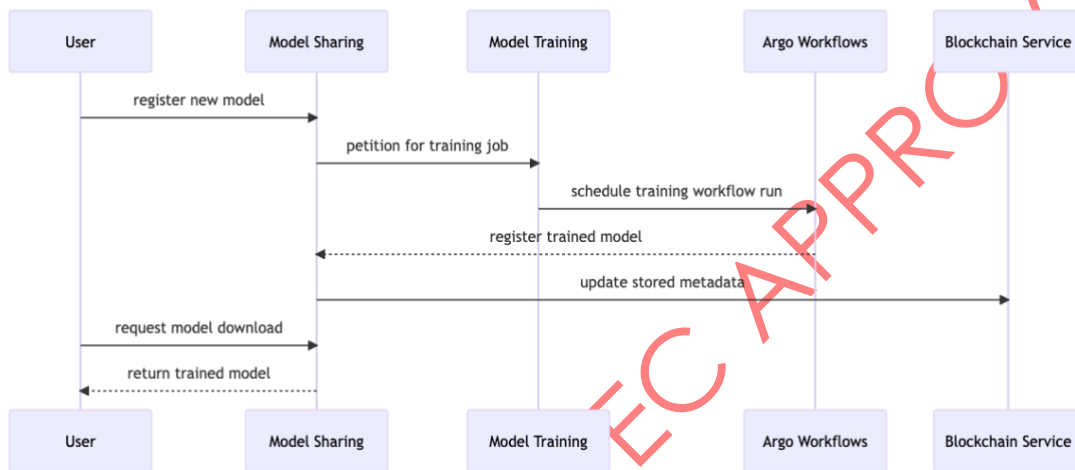 User Model Sharing Model Training Argo Workflows Blockchain Service
register new model
petition for training job
schedule training workflow run
register trained model
update stored metadata
request model download
return trained model
User Model Sharing Model Training Argo Workflows Blockchain Service
EC APPRO